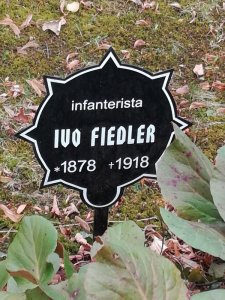 infanterista
IVO FIEDLER
*1878 †1918